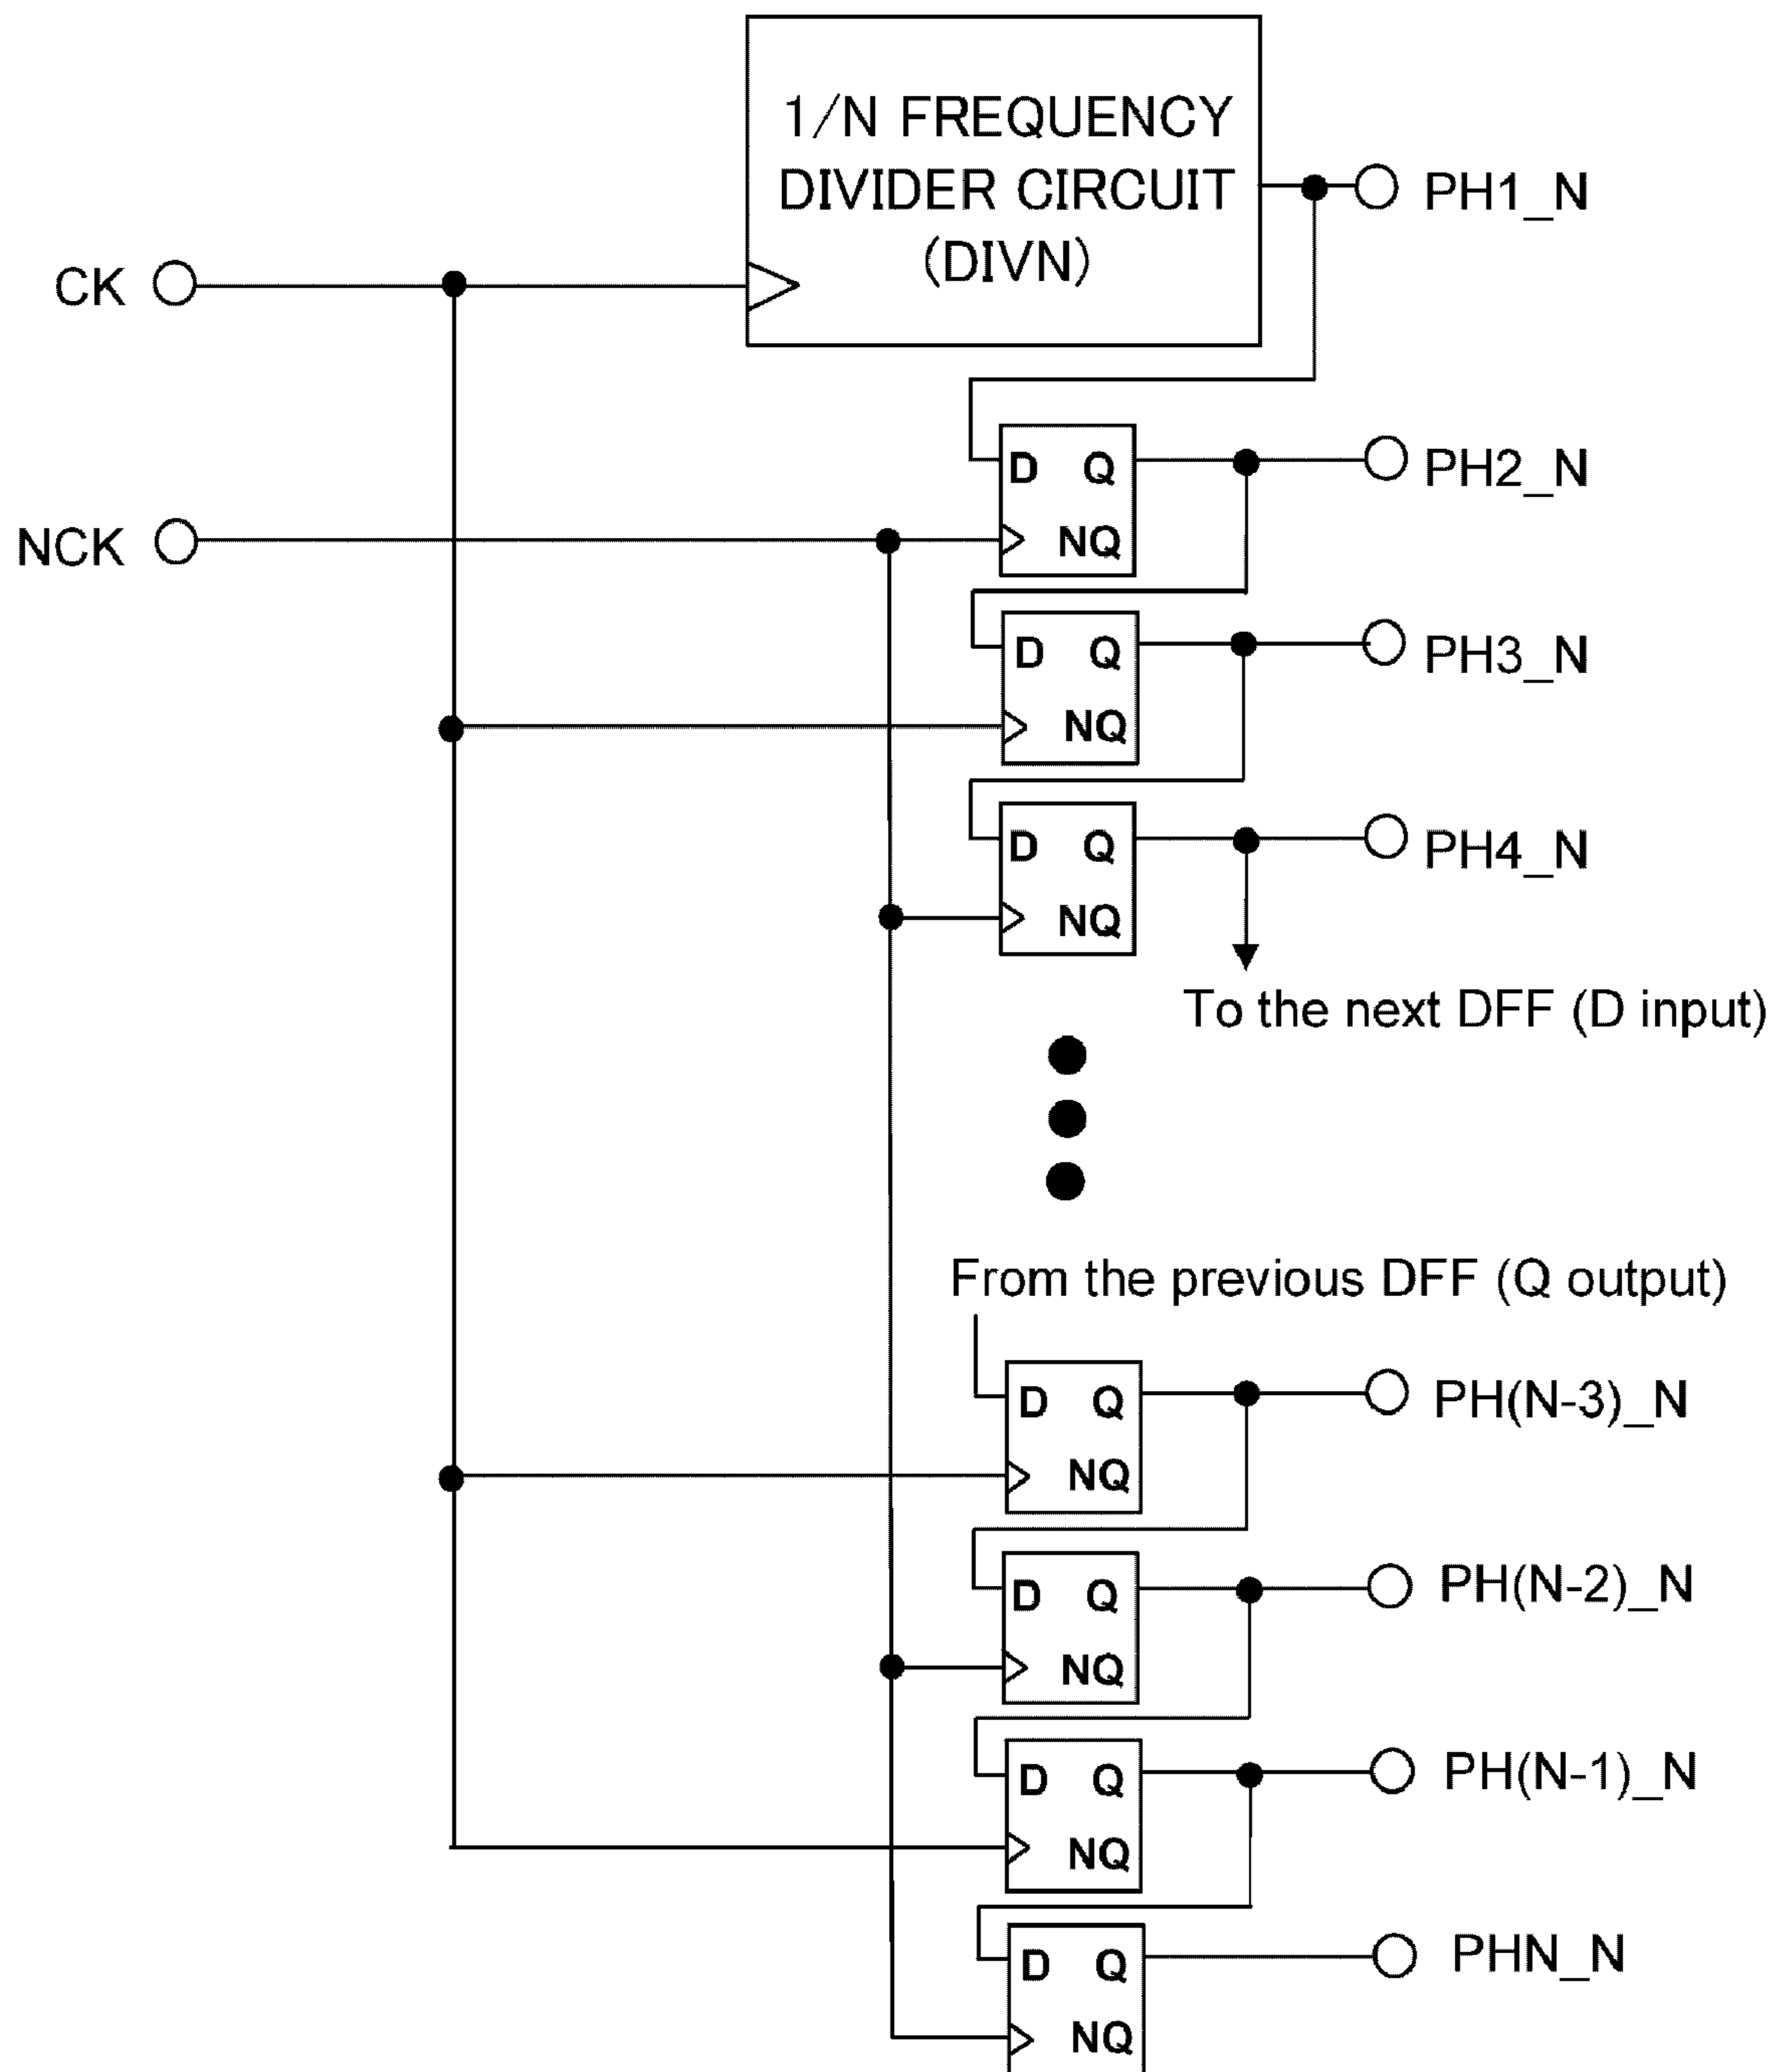 1/N FREQUENCY
DIVIDER CIRCUIT
(DIVN)
PH1_N
CK
D Q
PH2_N
NCK
NQ
D Q
PH3_N
NQ
D Q
PH4_N
NQ
To the next DFF (D input)
From the previous DFF (Q output)
D Q
PH(N-3)_N
NQ
D Q
PH(N-2)_N
NQ
D Q
PH(N-1)_N
NQ
D Q
PHN_N
NQ